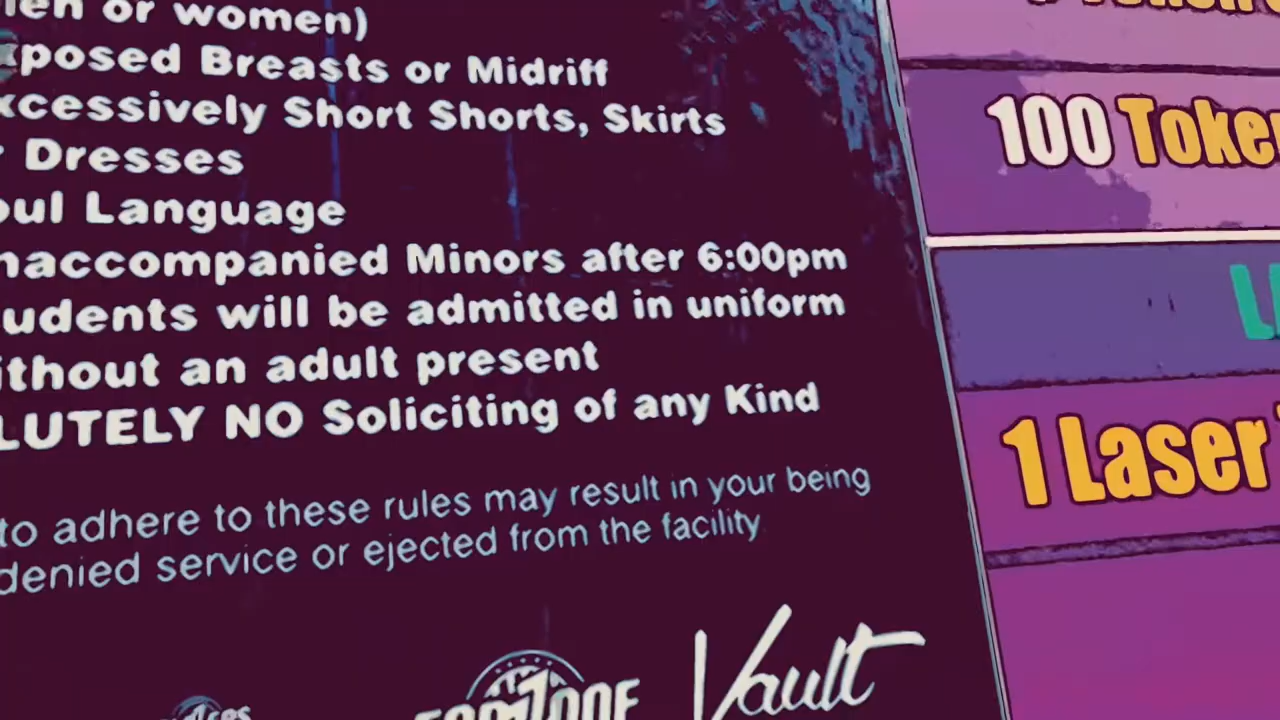 or women)
xposed Breasts or Midriff
xcessively Short Shorts, Skirts
Dresses
oul Language
naccompanied Minors after 6:00pm
udents will be admitted in uniform
ithout an adult present
LUTELY NO Soliciting of any Kind
to adhere to these rules may result in your being
denied service or ejected from the facility
Vault
100 Toke
1 Laser